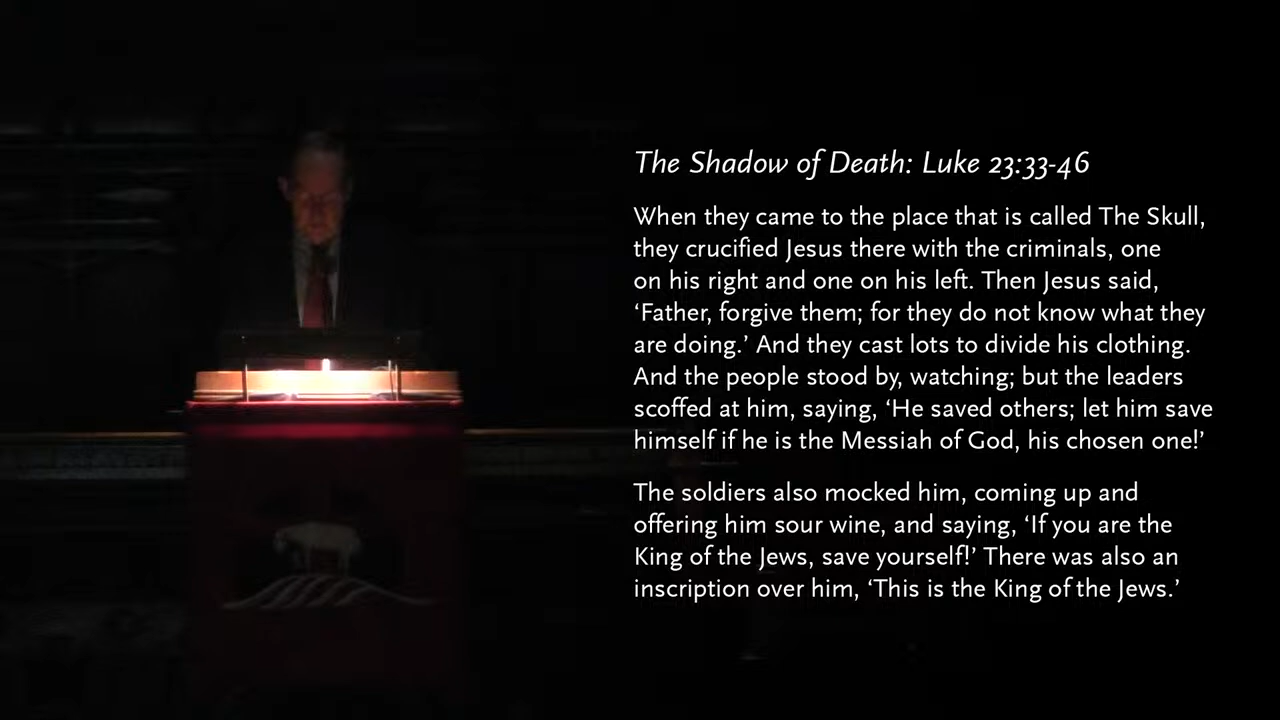 The Shadow of Death: Luke 23:33-46
When they came to the place that is called The Skull,
they crucified Jesus there with the criminals, one
on his right and one on his left. Then Jesus said,
‘Father, forgive them; for they do not know what they
are doing.’ And they cast lots to divide his clothing.
And the people stood by, watching; but the leaders
scoffed at him, saying, ‘He saved others; let him save
himself if he is the Messiah of God, his chosen one!’
The soldiers also mocked him, coming up and
offering him sour wine, and saying, ‘If you are the
King of the Jews, save yourself!’ There was also an
inscription over him, ‘This is the King of the Jews.’